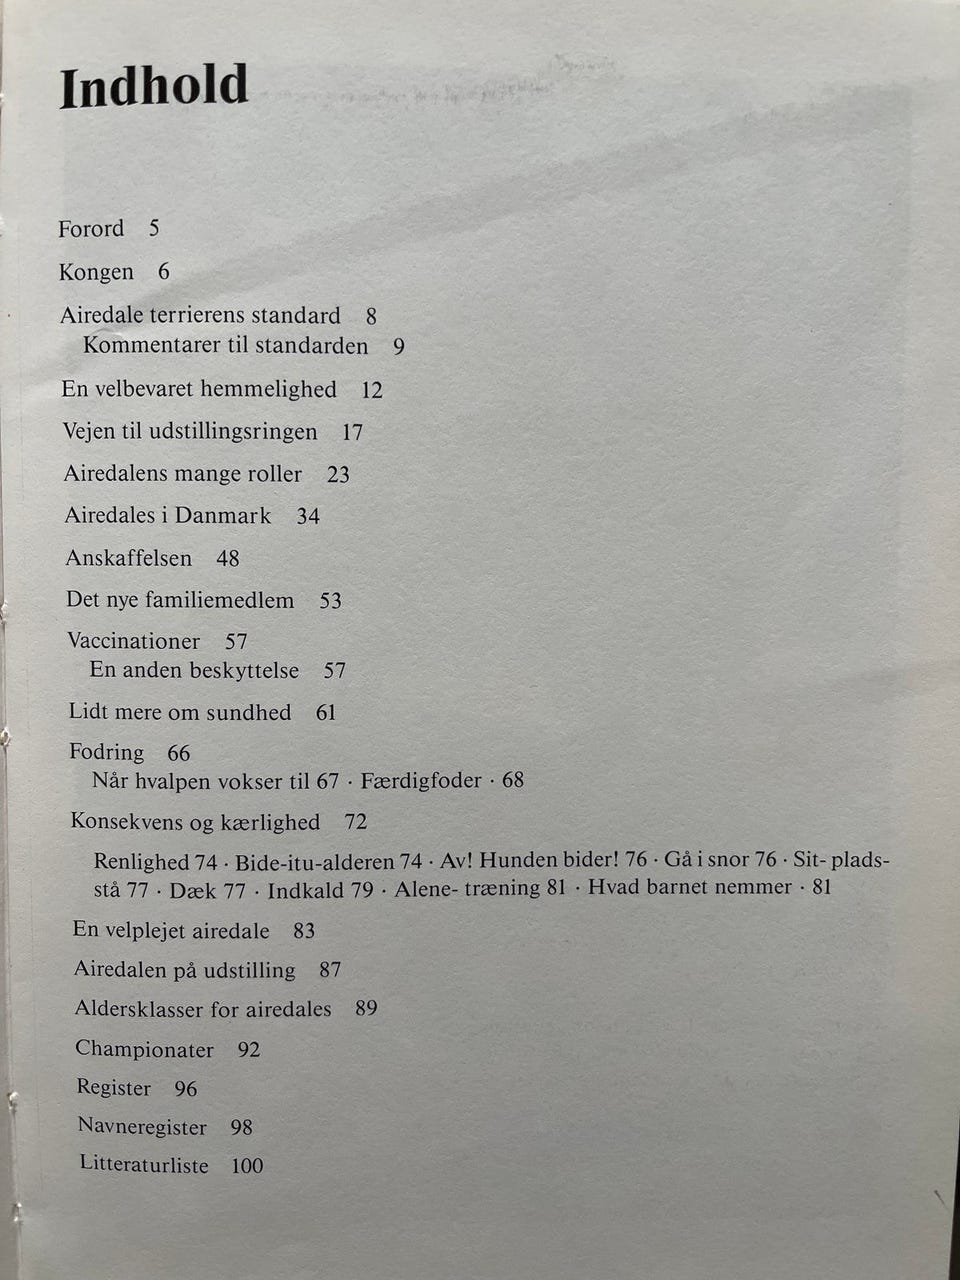 Indhold
Forord 5
Kongen 6
Airedale terrierens standard 8
Kommentarer til standarden 9
En velbevaret hemmelighed 12
Vejen til udstillingsringen 17
Airedalens mange roller 23
Airedales i Danmark 34
Anskaffelsen 48
Det nye familiemedlem 53
Vaccinationer 57
En anden beskyttelse 57
Lidt mere om sundhed 61
Fodring 66
Når hvalpen vokser til 67 · Færdigfoder · 68
Konsekvens og kærlighed 72
Renlighed 74 · Bide-itu-alderen 74 · Av! Hunden bider! 76 · Gå i snor 76 · Sit- plads-
stå 77 · Dæk 77 · Indkald 79 · Alene- træning 81 · Hvad barnet nemmer · 81
En velplejet airedale 83
Airedalen på udstilling 87
Aldersklasser for airedales 89
Championater 92
Register 96
Navneregister 98
Litteraturliste 100